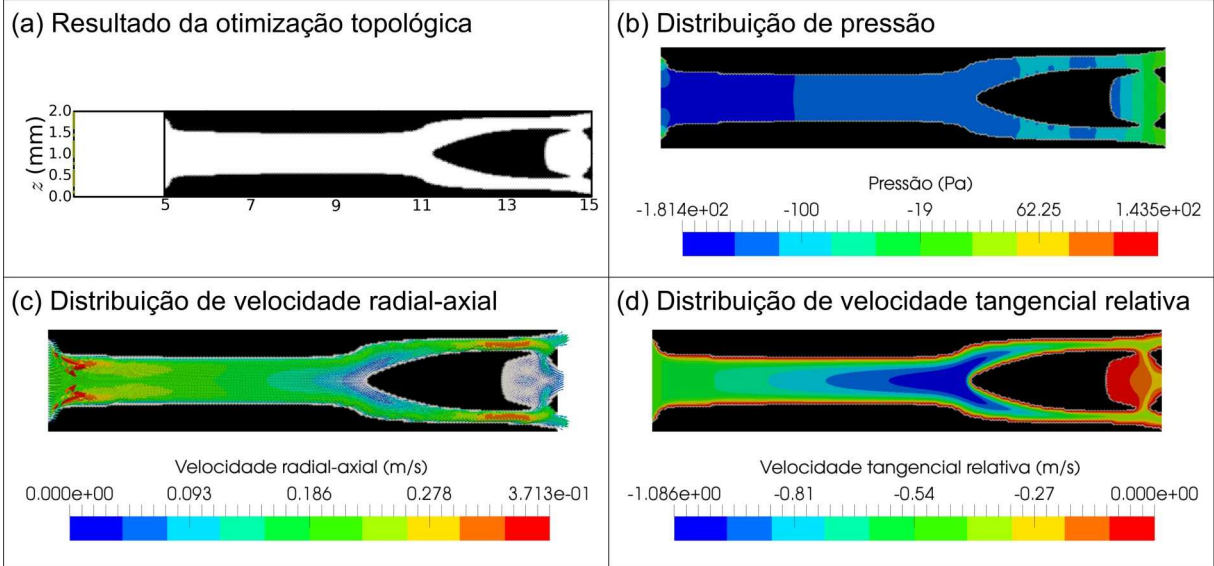 (a) Resultado da otimização topológica
z (mm)
2.0
1.5
1.0
0.5
0.0
5 7 9 11 13 15
(b) Distribuição de pressão
Pressão (Pa)
-1.814e+02 -100 -19 62.25 1.435e+02
(c) Distribuição de velocidade radial-axial
Velocidade radial-axial (m/s)
0.000e+00 0.093 0.186 0.278 3.713e-01
(d) Distribuição de velocidade tangencial relativa
Velocidade tangencial relativa (m/s)
-1.086e+00 -0.81 -0.54 -0.27 0.000e+00